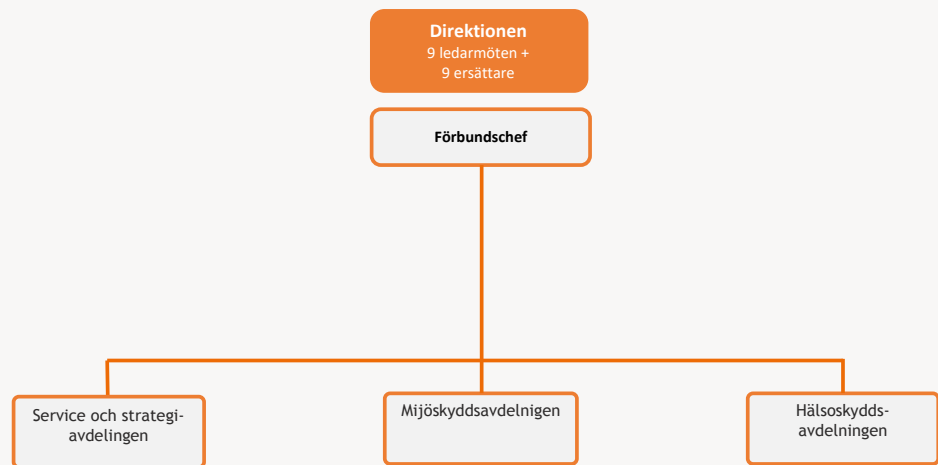 Direktionen
9 ledarmöten +
9 ersättare
Förbundschef
Service och strategi-
avdelingen
Mijöskyddsavdelnigen
Hälsoskydds-
avdelningen